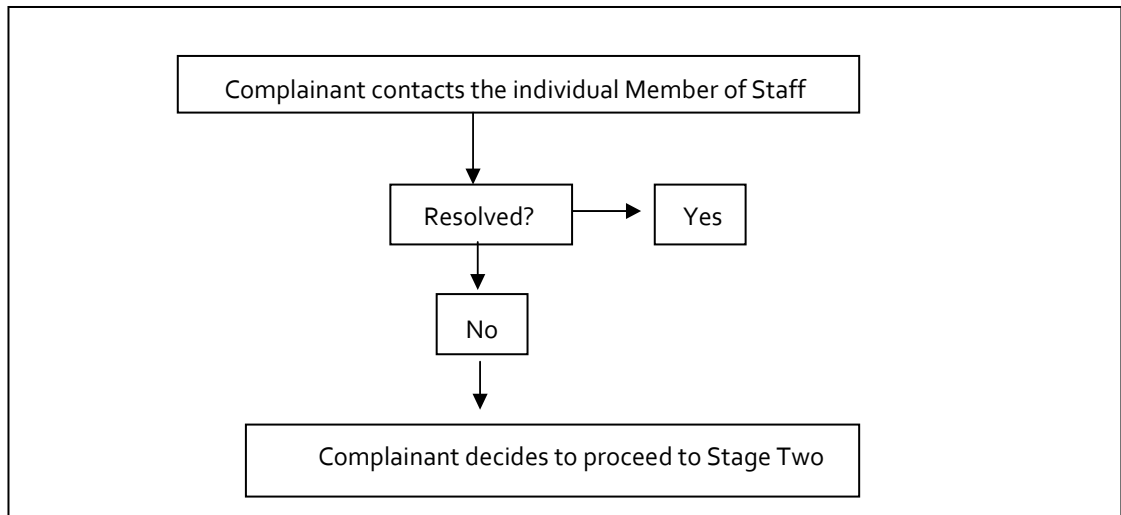 Complainant contacts the individual Member of Staff
Resolved?
Yes
No
Complainant decides to proceed to Stage Two